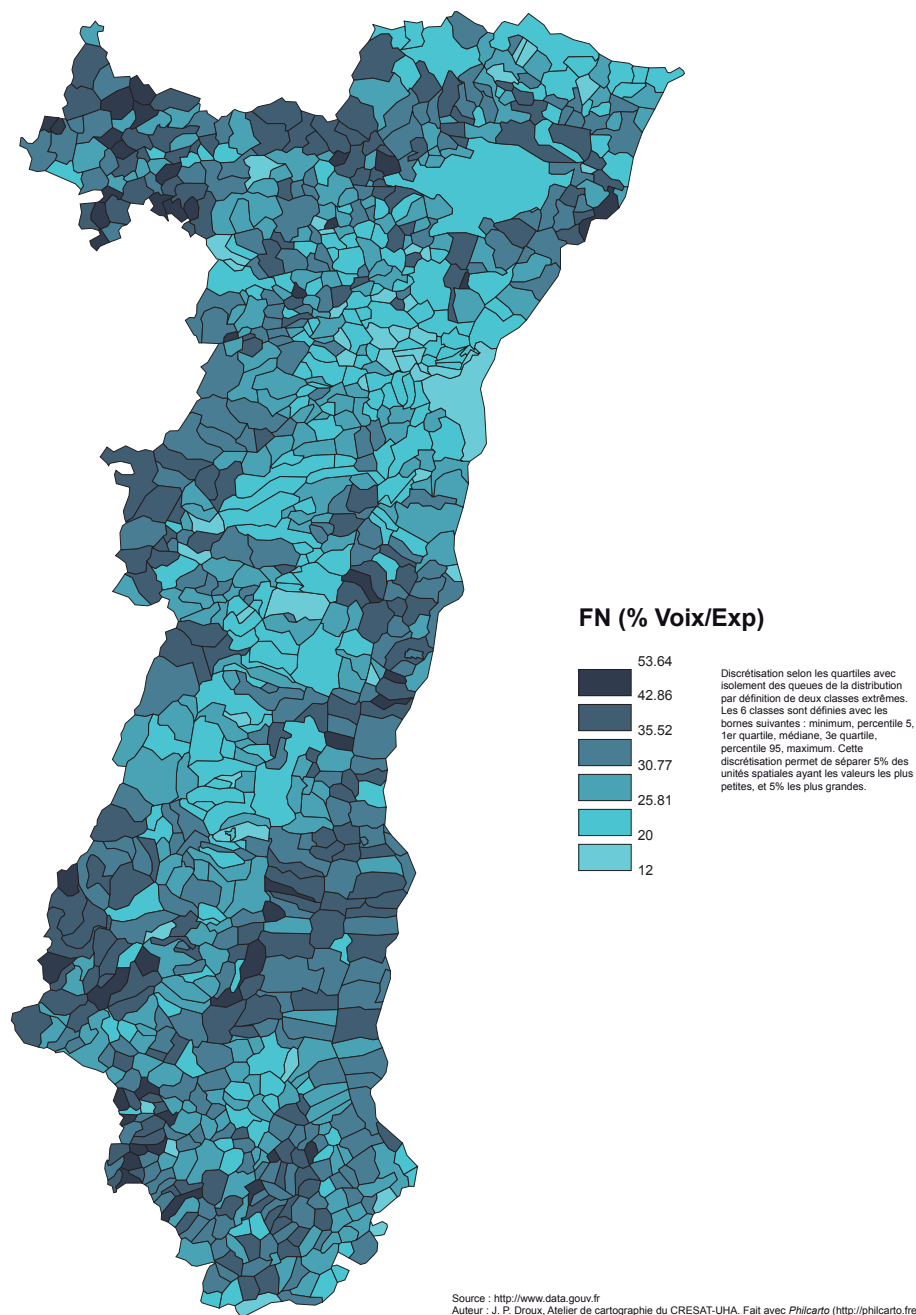 FN (% Voix/Exp)
53.64
42.86
35.52
30.77
25.81
20
12
Discrétisation selon les quartiles avec
isolement des queues de la distribution
par définition de deux classes extrêmes.
Les 6 classes sont définies avec les
bornes suivantes : minimum, percentile 5,
1er quartile, médiane, 3e quartile,
percentile 95, maximum. Cette
discrétisation permet de séparer 5% des
unités spatiales ayant les valeurs les plus
petites, et 5% les plus grandes.
Source : http://www.data.gouv.fr
Auteur : J. P. Droux, Atelier de cartographie du CRESAT-UHA. Fait avec Philcarto (http://philcarto.fre